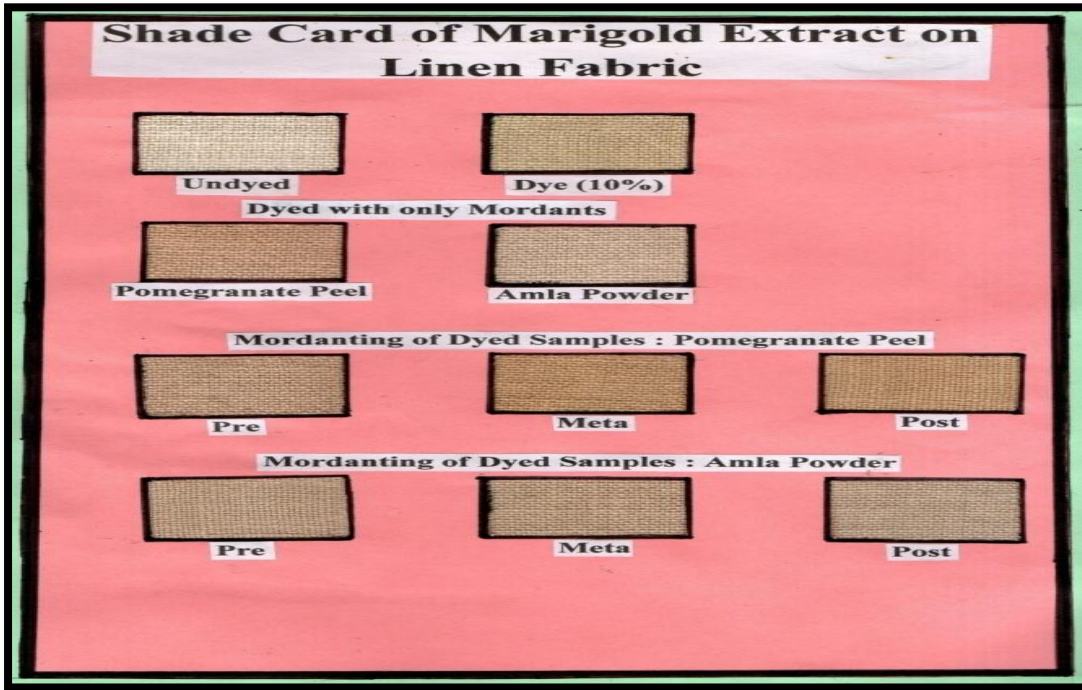 Shade Card of Marigold Extract on
Linen Fabric
Undyed
Dye (10%)
Dyed with only Mordants
Pomegranate Peel
Amla Powder
Mordanting of Dyed Samples : Pomegranate Peel
Pre
Meta
Post
Mordanting of Dyed Samples : Amla Powder
Pre
Meta
Post